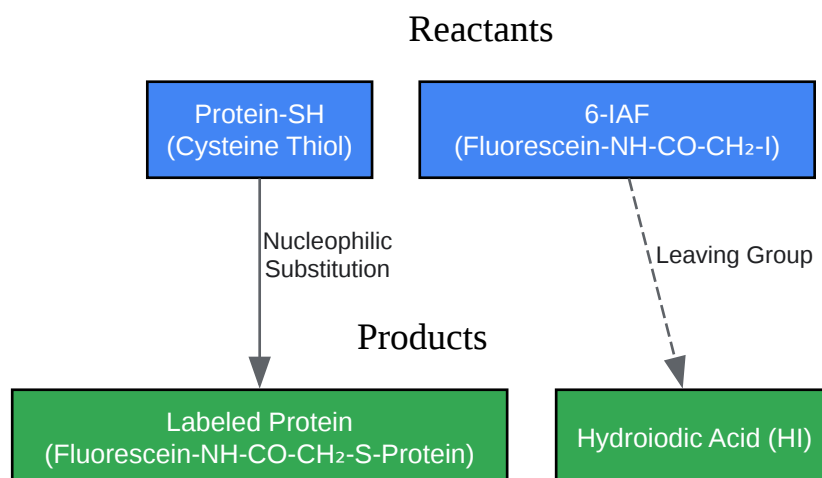 Reactants
Protein-SH
(Cysteine Thiol)
6-IAF
(Fluorescein-NH-CO-CH₂-I)
Nucleophilic
Substitution
Leaving Group
Products
Labeled Protein
(Fluorescein-NH-CO-CH₂-S-Protein)
Hydroiodic Acid (HI)